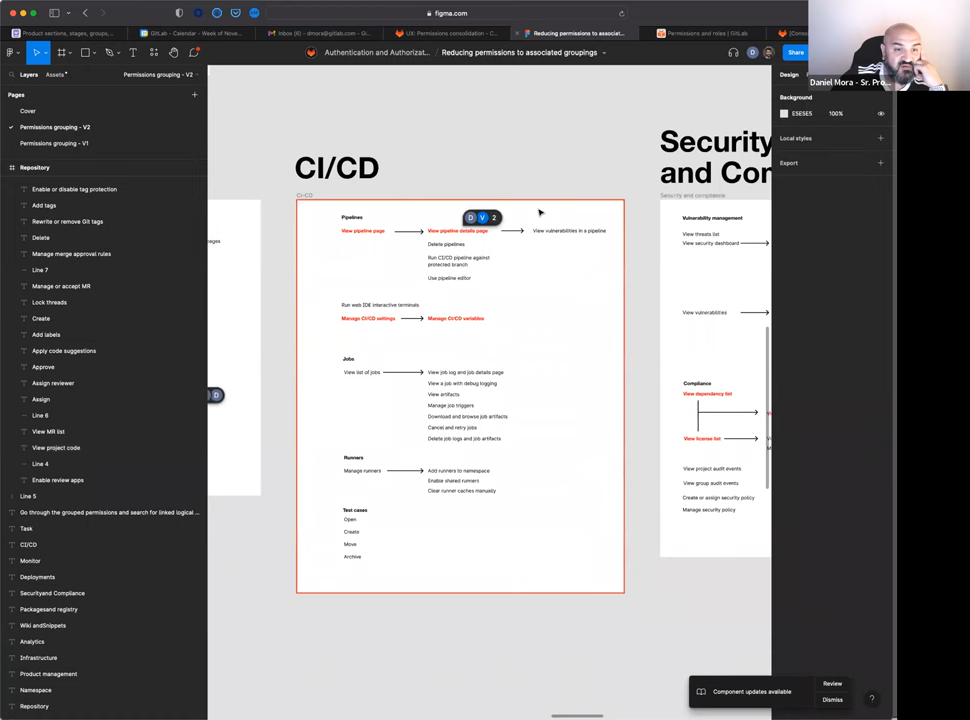 figma.com
Product sections, stages, groups,...
GitLab - Calendar - Week of Nov...
Inbox (6) - dmora@gitlab.com - Gi...
UX: Permissions consolidation - C...
Reducing permissions to associat...
Permissions and roles | GitLab
[Cons
Authentication and Authorizat...
/
Reducing permissions to associated groupings
D
Share
Daniel Mora - Sr. Pro...
Layers
Assets
Permissions grouping - V2
Design
Pages
Cover
Permissions grouping - V2
Permissions grouping - V1
Repository
Enable or disable tag protection
Add tags
Rewrite or remove Git tags
Delete
Manage merge approval rules
Line 7
Manage or accept MR
Lock threads
Create
Add labels
Apply code suggestions
Approve
Assign reviewer
Assign
Line 6
View MR list
View project code
Line 4
Enable review apps
Line 5
Go through the grouped permissions and search for linked logical ...
Task
CI/CD
Monitor
Deployments
Securityand Compliance
Packagesand registry
Wiki andSnippets
Analytics
Infrastructure
Product management
Namespace
Repository
ages
D
CI/CD
CI-CD
Pipelines
D V 2
View pipeline page
View pipeline details page
View vulnerabilities in a pipeline
Delete pipelines
Run CI/CD pipeline against
protected branch
Use pipeline editor
Run web IDE interactive terminals
Manage CI/CD settings
Manage CI/CD variables
Jobs
View list of jobs
View job log and job details page
View a job with debug logging
View artifacts
Manage job triggers
Download and browse job artifacts
Cancel and retry jobs
Delete job logs and job artifacts
Runners
Manage runners
Add runners to namespace
Enable shared runners
Clear runner caches manually
Test cases
Open
Create
Move
Archive
Security
and Con
Security and compliance
Vulnerability management
View threats list
View security dashboard
View vulnerabilities
Compliance
View dependency list
View license list
View project audit events
View group audit events
Create or assign security policy
Manage security policy
Background
E5E5E5
100%
Local styles
Export
Component updates available
Review
Dismiss
?